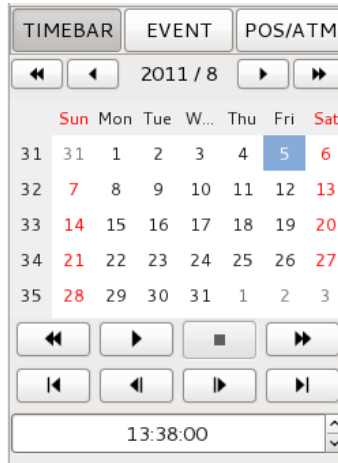 TIMEBAR EVENT POS/ATM
2011 / 8
Sun Mon Tue W... Thu Fri Sat
31 31 1 2 3 4 5 6
32 7 8 9 10 11 12 13
33 14 15 16 17 18 19 20
34 21 22 23 24 25 26 27
35 28 29 30 31 1 2 3
13:38:00